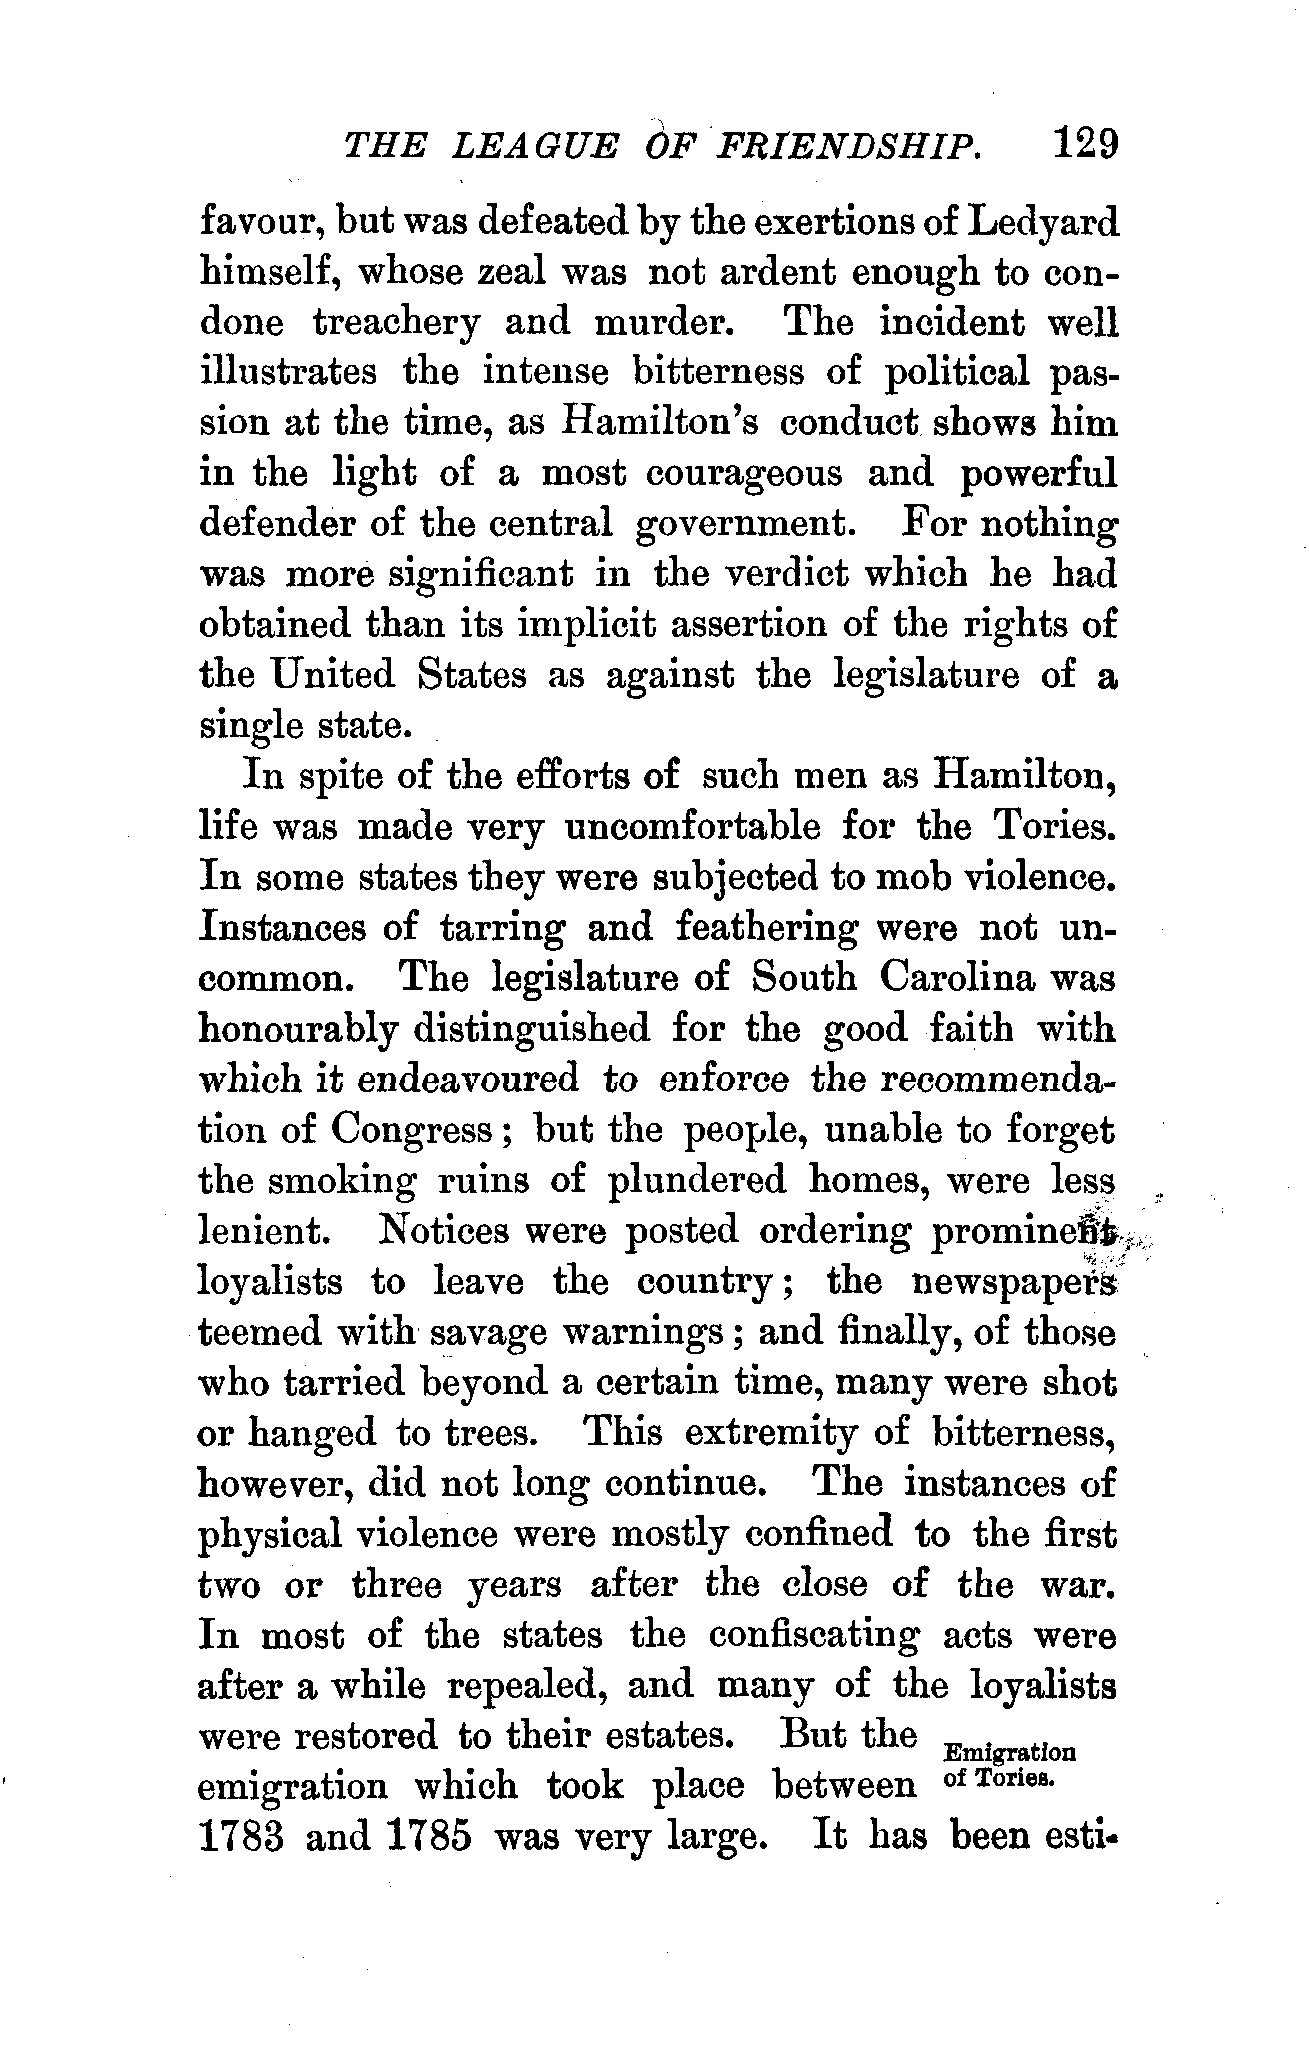 THE LEAGUE OF FRIENDSHIP. 129
favour, but was defeated by the exertions of Ledyard
himself, whose zeal was not ardent enough to con-
done treachery and murder. The incident well
illustrates the intense bitterness of political pas-
sion at the time, as Hamilton's conduct shows him
in the light of a most courageous and powerful
defender of the central government. For nothing
was more significant in the verdict which he had
obtained than its implicit assertion of the rights of
the United States as against the legislature of a
single state.
In spite of the efforts of such men as Hamilton,
life was made very uncomfortable for the Tories.
In some states they were subjected to mob violence.
Instances of tarring and feathering were not un-
common. The legislature of South Carolina was
honourably distinguished for the good faith with
which it endeavoured to enforce the recommenda-
tion of Congress; but the people, unable to forget
the smoking ruins of plundered homes, were less
lenient. Notices were posted ordering prominent
loyalists to leave the country; the newspapers
teemed with savage warnings; and finally, of those
who tarried beyond a certain time, many were shot
or hanged to trees. This extremity of bitterness,
however, did not long continue. The instances of
physical violence were mostly confined to the first
two or three years after the close of the war.
In most of the states the confiscating acts were
after a while repealed, and many of the loyalists
were restored to their estates. But the
emigration which took place between
Emigration
of Tories.
1783 and 1785 was very large. It has been esti-